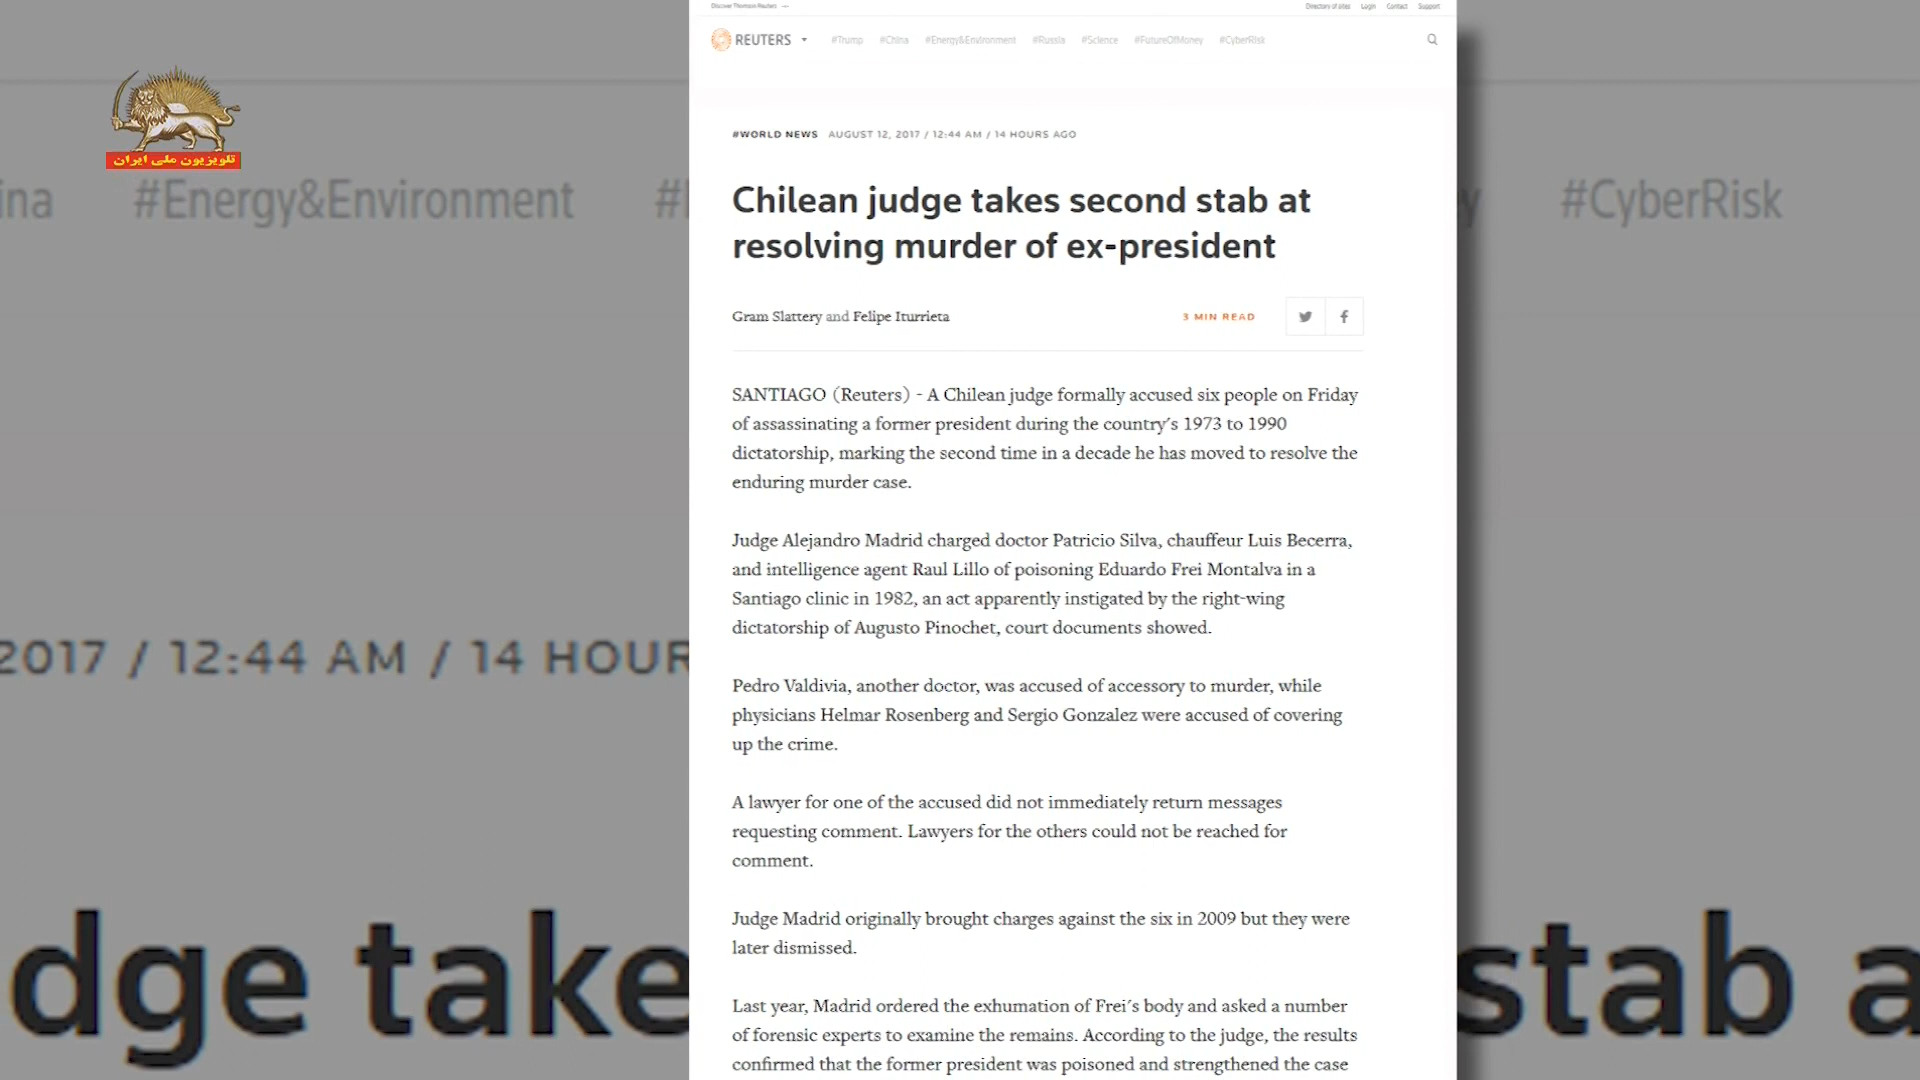 Discover Thomson Reuters
Directory of sites Login Contact Support
REUTERS #Trump #China #Energy&Environment #Russia #Science #FutureOfMoney #CyberRisk
تلویزیون ملی ایران
ina #Energy&Environment #CyberRisk
#WORLD NEWS AUGUST 12, 2017 / 12:44 AM / 14 HOURS AGO
Chilean judge takes second stab at
resolving murder of ex-president
Gram Slattery and Felipe Iturrieta 3 MIN READ
SANTIAGO (Reuters) - A Chilean judge formally accused six people on Friday
of assassinating a former president during the country's 1973 to 1990
dictatorship, marking the second time in a decade he has moved to resolve the
enduring murder case.
Judge Alejandro Madrid charged doctor Patricio Silva, chauffeur Luis Becerra,
and intelligence agent Raul Lillo of poisoning Eduardo Frei Montalva in a
Santiago clinic in 1982, an act apparently instigated by the right-wing
dictatorship of Augusto Pinochet, court documents showed.
2017 / 12:44 AM / 14 HOUR
Pedro Valdivia, another doctor, was accused of accessory to murder, while
physicians Helmar Rosenberg and Sergio Gonzalez were accused of covering
up the crime.
A lawyer for one of the accused did not immediately return messages
requesting comment. Lawyers for the others could not be reached for
comment.
Judge Madrid originally brought charges against the six in 2009 but they were
later dismissed.
dge take stab a
Last year, Madrid ordered the exhumation of Frei's body and asked a number
of forensic experts to examine the remains. According to the judge, the results
confirmed that the former president was poisoned and strengthened the case